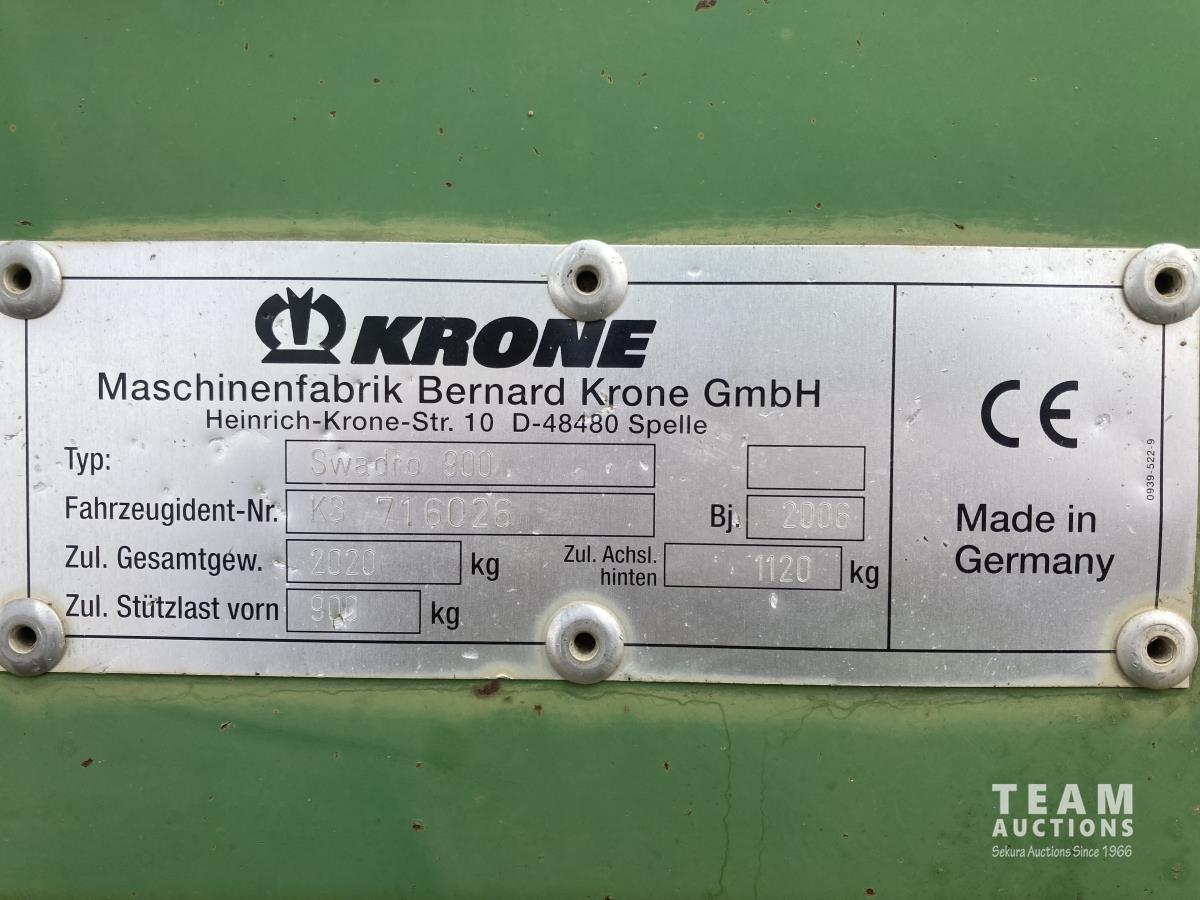 KRONE
Maschinenfabrik Bernard Krone GmbH
Heinrich-Krone-Str. 10 D-48480 Spelle
Typ: Swadro 900
Fahrzeugident-Nr. KS 716026 Bj. 2006
Zul. Gesamtgew. 2020 kg Zul. Achsl. hinten 1120 kg
Zul. Stützlast vorn 900 kg
CE
Made in
Germany
0939-522-9
TEAM
AUCTIONS
Sekura Auctions Since 1966